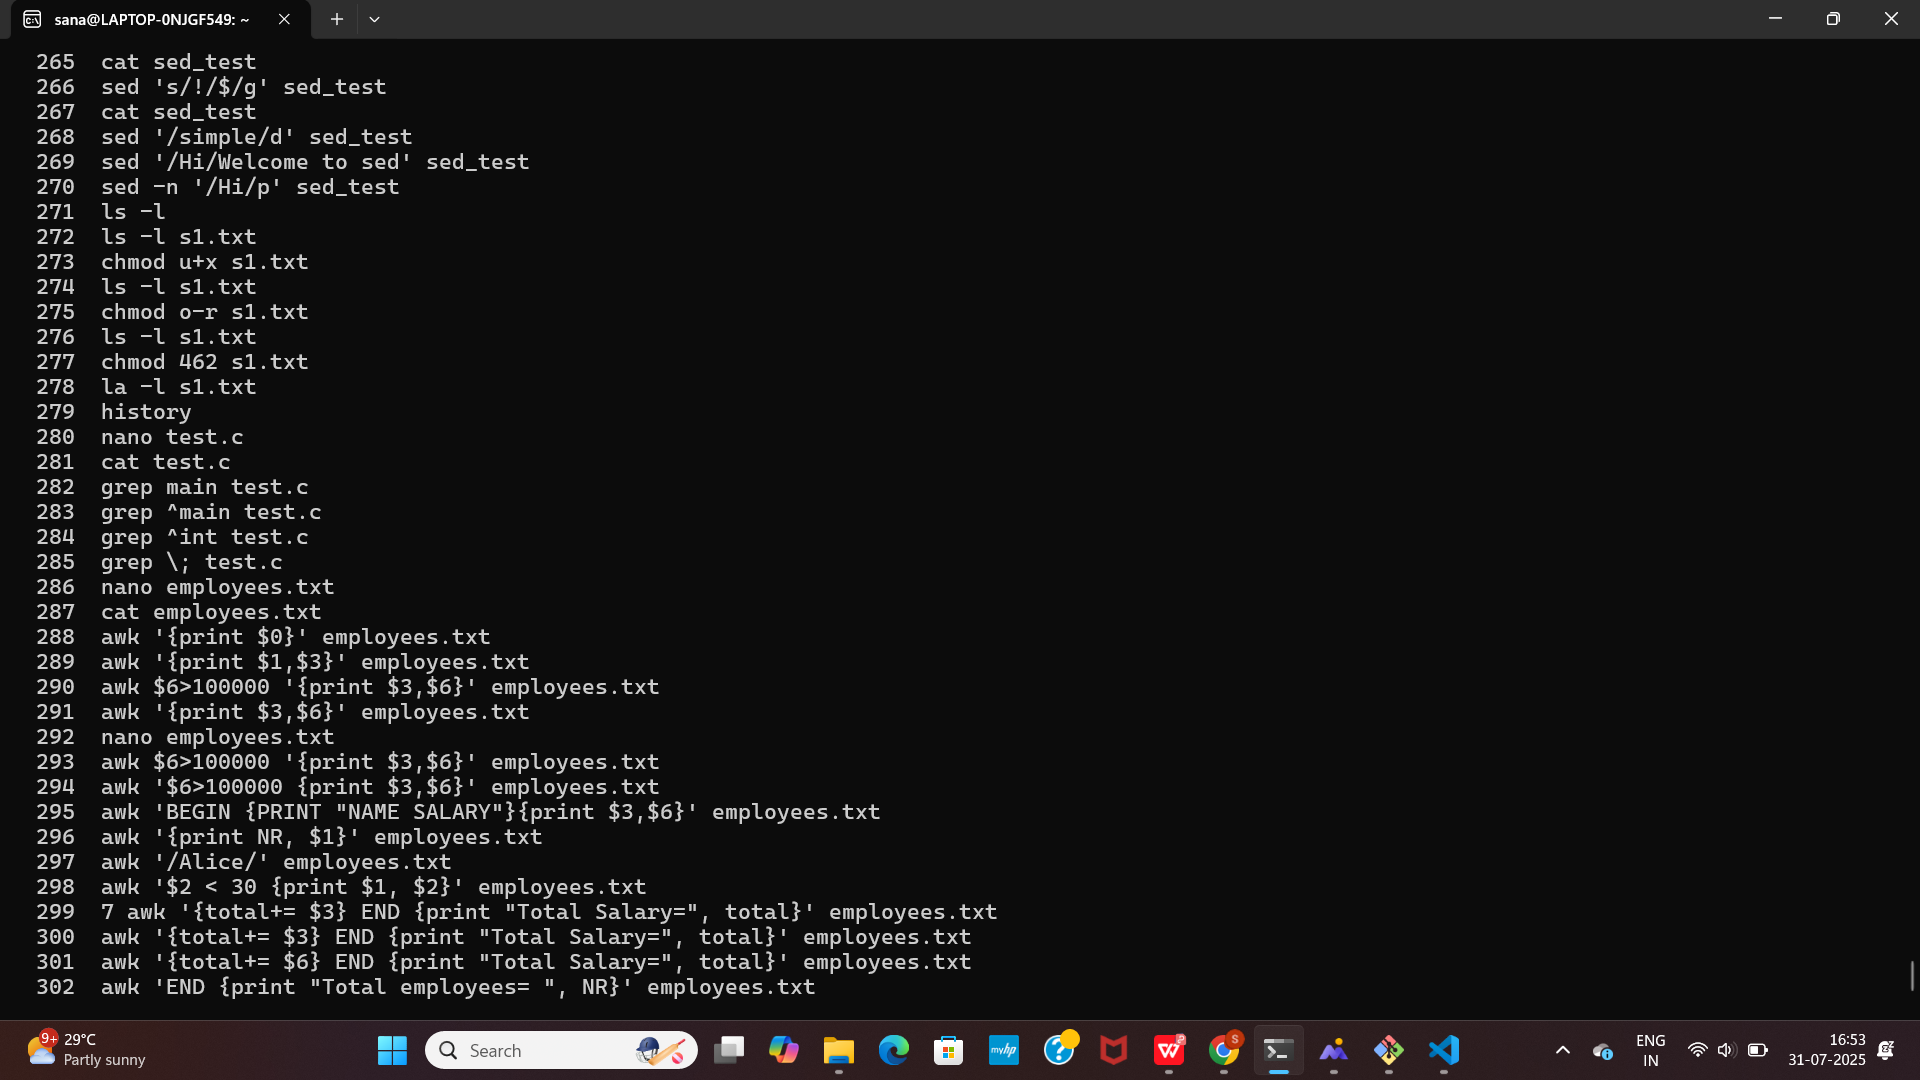 sana@LAPTOP-0NJGF549: ~
265 cat sed_test
266 sed 's/!/$/g' sed_test
267 cat sed_test
268 sed '/simple/d' sed_test
269 sed '/Hi/Welcome to sed' sed_test
270 sed -n '/Hi/p' sed_test
271 ls -l
272 ls -l s1.txt
273 chmod u+x s1.txt
274 ls -l s1.txt
275 chmod o-r s1.txt
276 ls -l s1.txt
277 chmod 462 s1.txt
278 la -l s1.txt
279 history
280 nano test.c
281 cat test.c
282 grep main test.c
283 grep ^main test.c
284 grep ^int test.c
285 grep \; test.c
286 nano employees.txt
287 cat employees.txt
288 awk '{print $0}' employees.txt
289 awk '{print $1,$3}' employees.txt
290 awk $6>100000 '{print $3,$6}' employees.txt
291 awk '{print $3,$6}' employees.txt
292 nano employees.txt
293 awk $6>100000 '{print $3,$6}' employees.txt
294 awk '$6>100000 {print $3,$6}' employees.txt
295 awk 'BEGIN {PRINT "NAME SALARY"}{print $3,$6}' employees.txt
296 awk '{print NR, $1}' employees.txt
297 awk '/Alice/' employees.txt
298 awk '$2 < 30 {print $1, $2}' employees.txt
299 7 awk '{total+= $3} END {print "Total Salary=", total}' employees.txt
300 awk '{total+= $3} END {print "Total Salary=", total}' employees.txt
301 awk '{total+= $6} END {print "Total Salary=", total}' employees.txt
302 awk 'END {print "Total employees= ", NR}' employees.txt
9+ 29°C
Partly sunny
Search
myhp
S
ENG
IN
16:53
31-07-2025